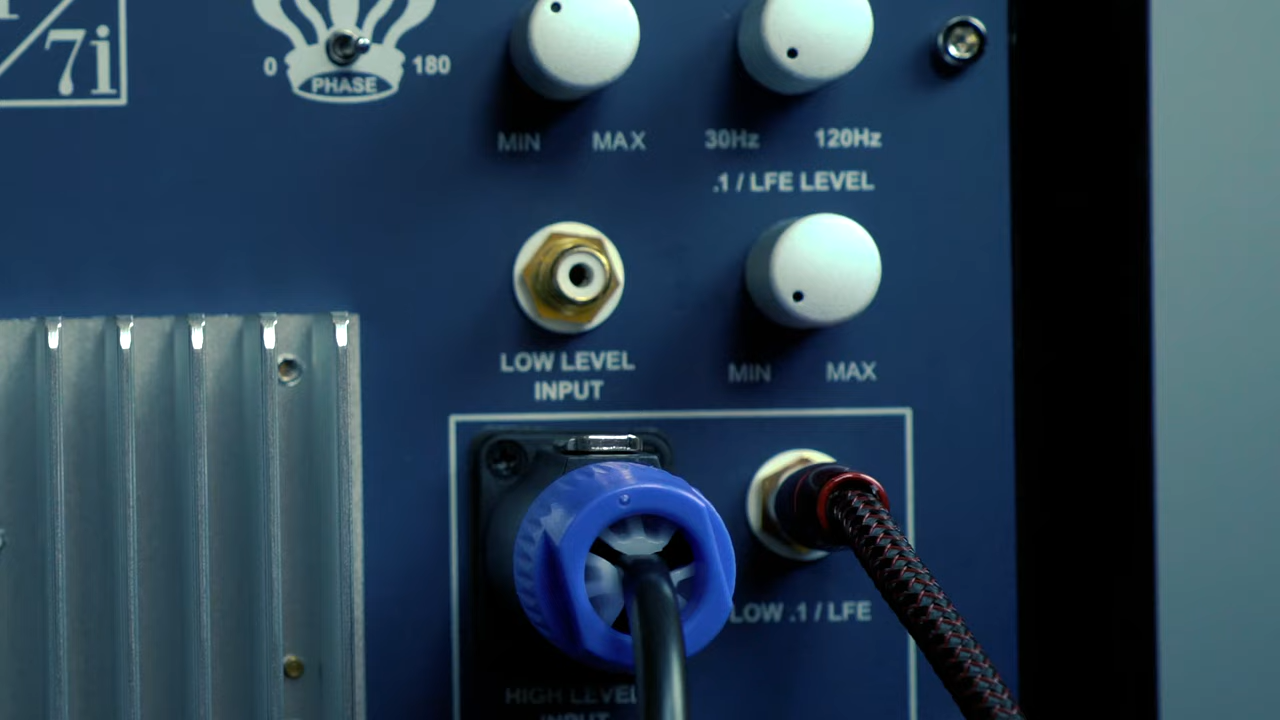 /7i
0
180
PHASE
MIN MAX
30Hz 120Hz
.1 / LFE LEVEL
LOW LEVEL
INPUT
MIN MAX
LOW .1 / LFE
HIGH LEVEL
INPUT